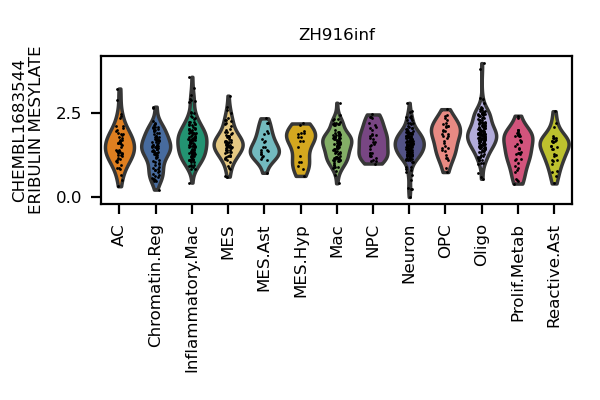 ZH916inf
CHEMBL1683544
ERIBULIN MESYLATE
2.5
0.0
AC
Chromatin.Reg
Inflammatory.Mac
MES
MES.Ast
MES.Hyp
Mac
NPC
Neuron
OPC
Oligo
Prolif.Metab
Reactive.Ast